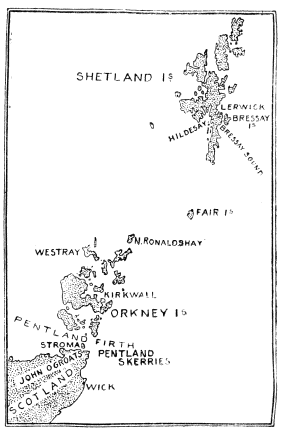 SHETLAND Is
LERWICK
BRESSAY
Is
HILDESAY
BRESSAY SOUND
FAIR Is
N. RONALDSHAY
WESTRAY
KIRKWALL
ORKNEY Is
PENTLAND
FIRTH
STROMA
PENTLAND
SKERRIES
JOHN OGROATS
SCOTLAND
WICK